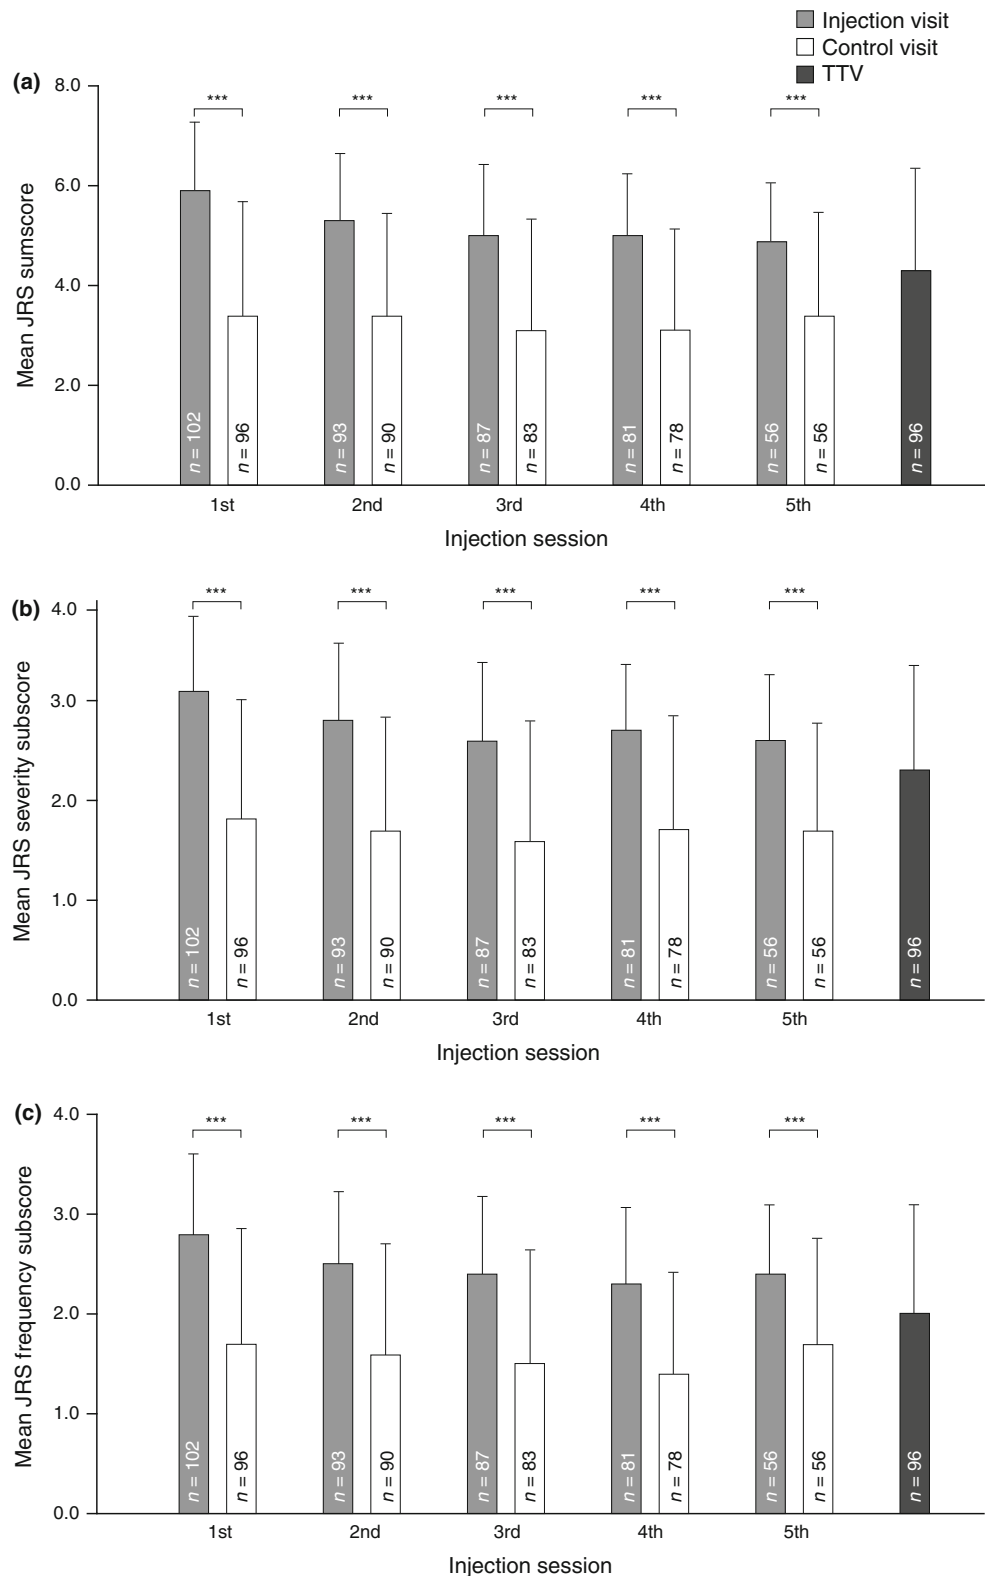 Injection visit
Control visit
TTV
(a)
Mean JRS sumscore
8.0
6.0
4.0
2.0
0.0
***
***
***
***
***
n = 102
n = 96
n = 93
n = 90
n = 87
n = 83
n = 81
n = 78
n = 56
n = 56
n = 96
1st 2nd 3rd 4th 5th
Injection session
(b)
Mean JRS severity subscore
4.0
3.0
2.0
1.0
0.0
***
***
***
***
***
n = 102
n = 96
n = 93
n = 90
n = 87
n = 83
n = 81
n = 78
n = 56
n = 56
n = 96
1st 2nd 3rd 4th 5th
Injection session
(c)
Mean JRS frequency subscore
4.0
3.0
2.0
1.0
0.0
***
***
***
***
***
n = 102
n = 96
n = 93
n = 90
n = 87
n = 83
n = 81
n = 78
n = 56
n = 56
n = 96
1st 2nd 3rd 4th 5th
Injection session